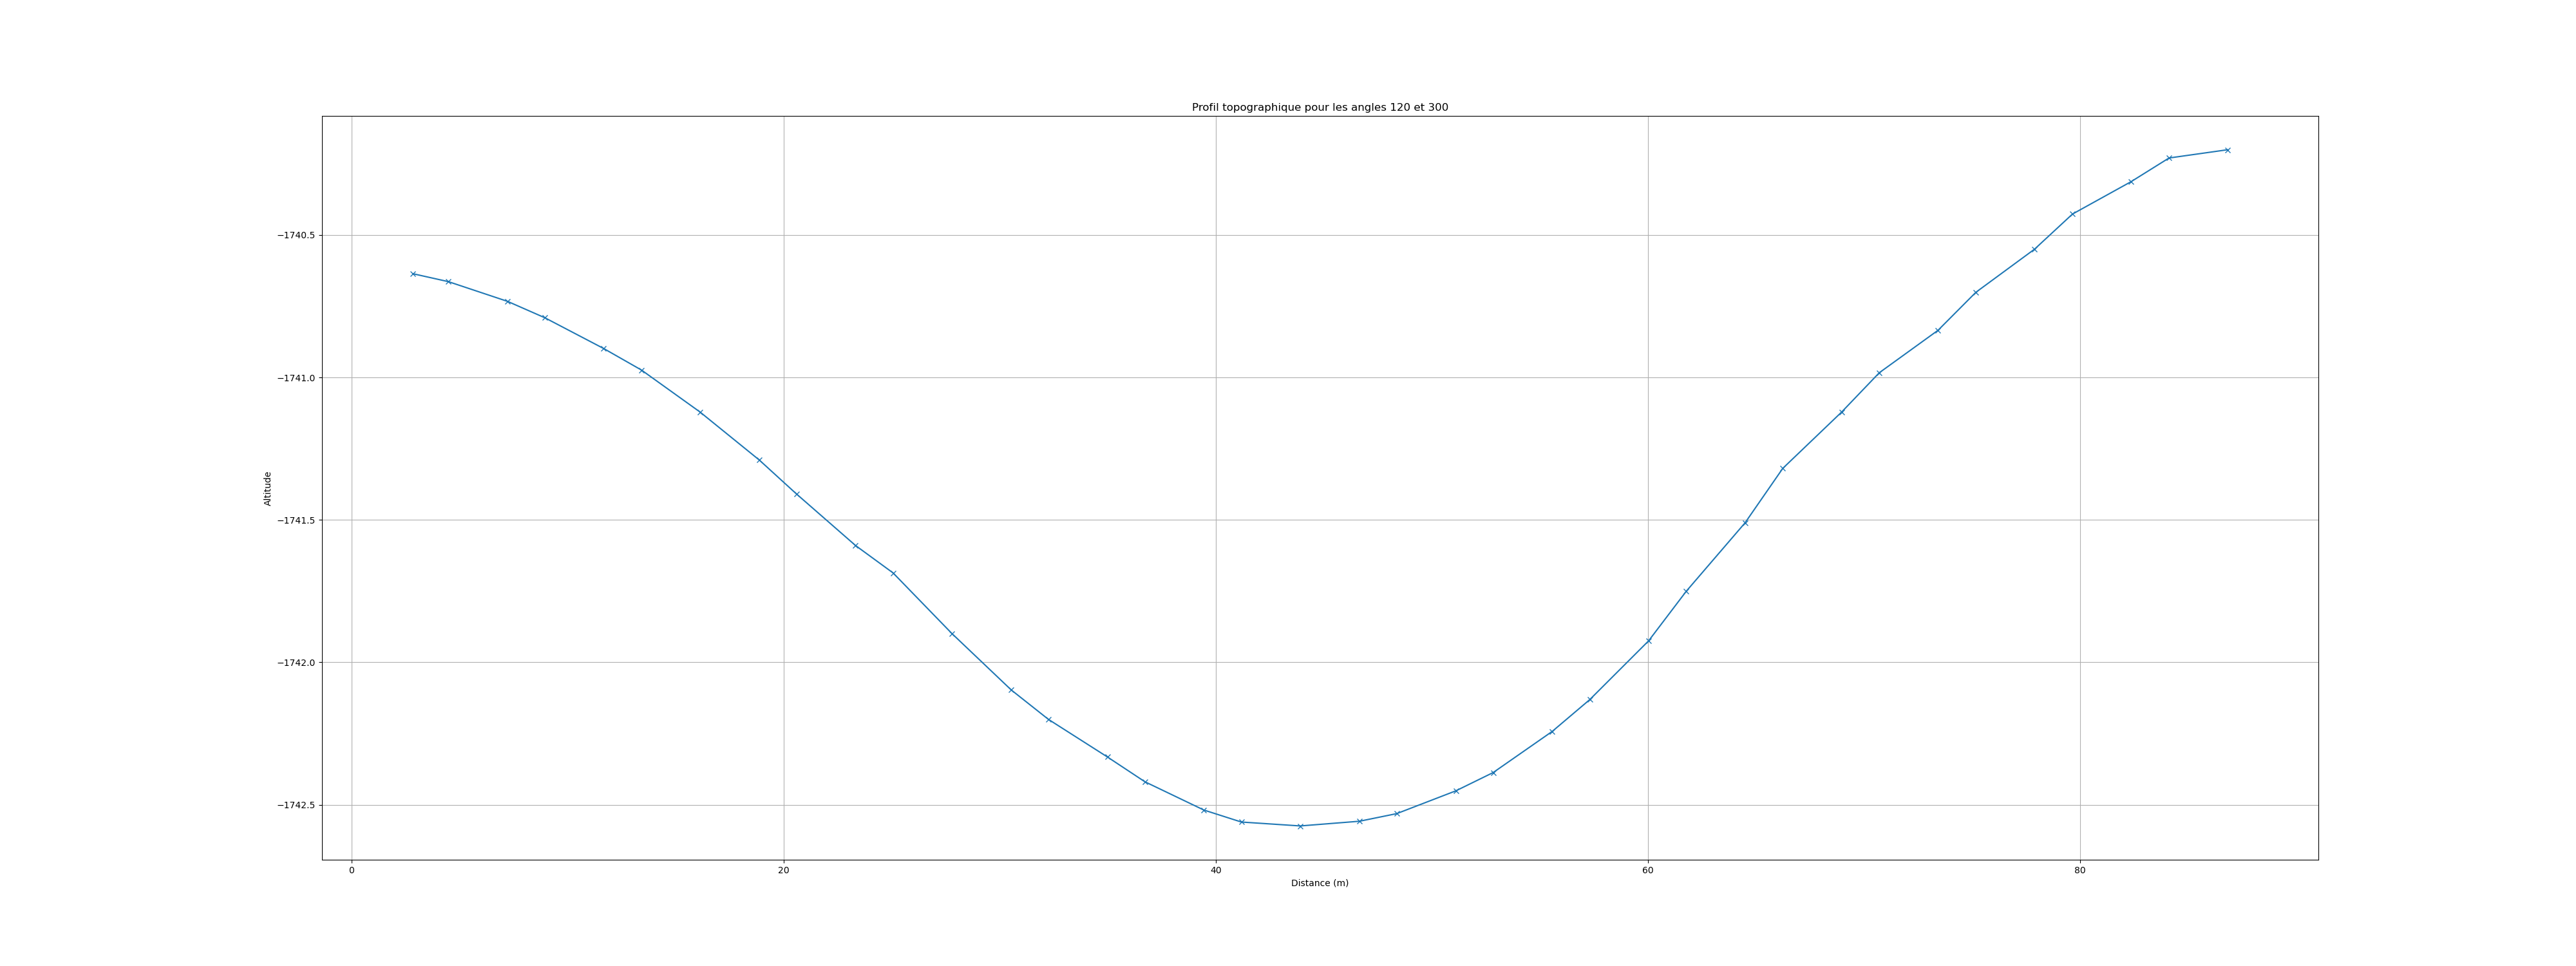 Profil topographique pour les angles 120 et 300
Altitude
−1740.5
−1741.0
−1741.5
−1742.0
−1742.5
0 20 40 60 80
Distance (m)